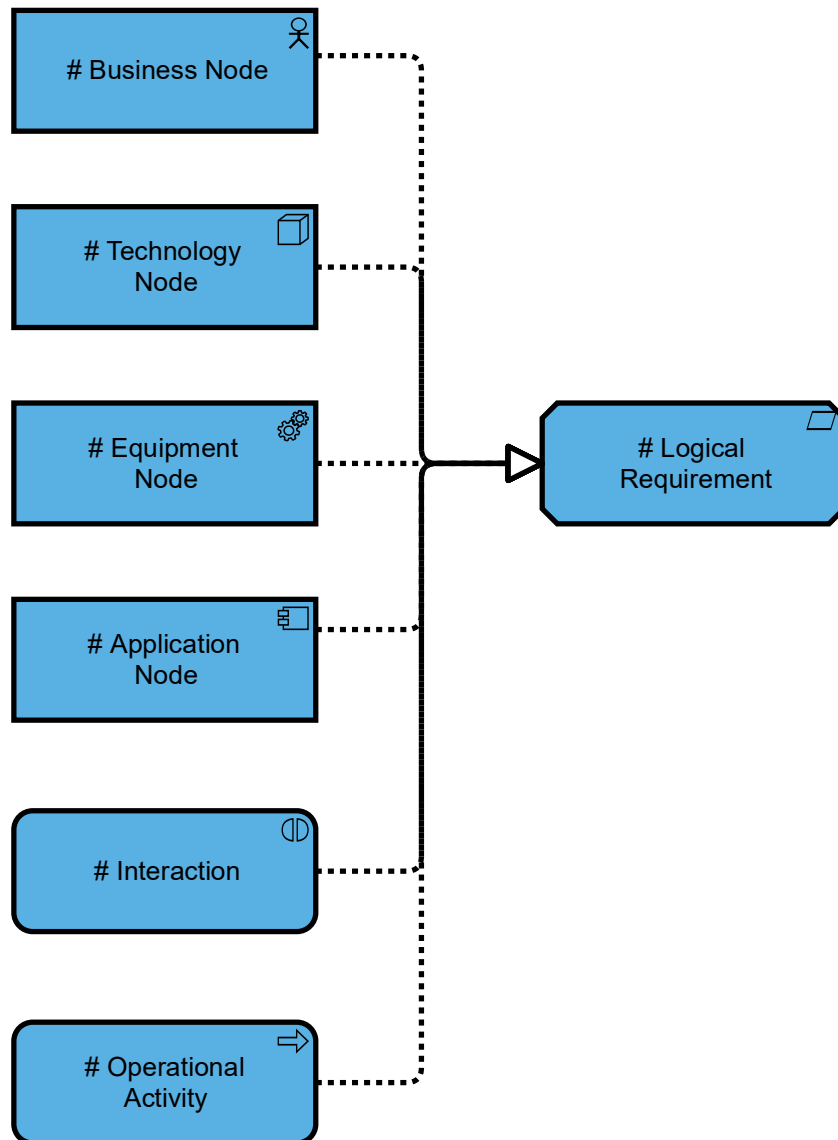 # Business Node
# Technology
Node
# Equipment
Node
# Logical
Requirement
# Application
Node
# Interaction
# Operational
Activity